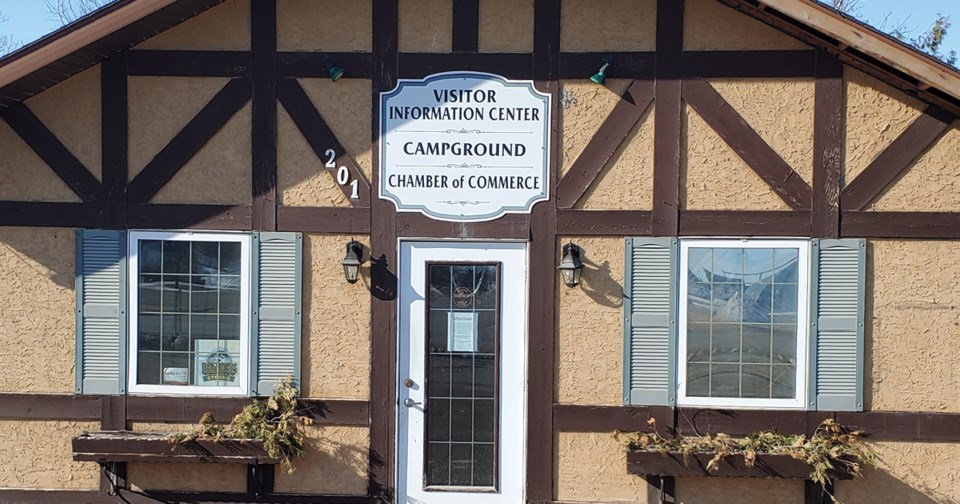 VISITOR
INFORMATION CENTER
CAMPGROUND
CHAMBER of COMMERCE
201